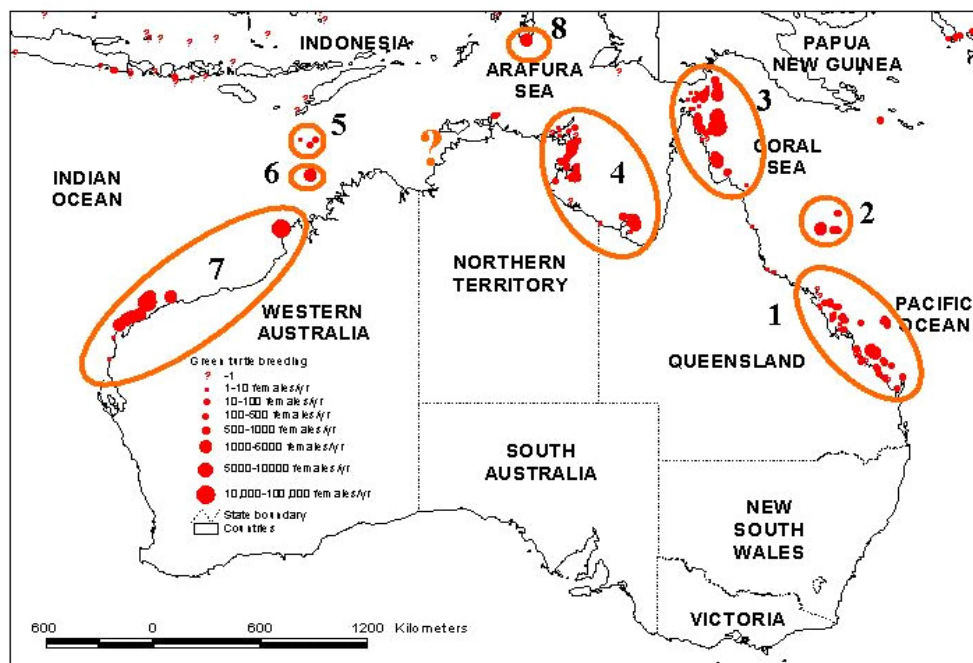 8
INDONESIA
PAPUA
NEW GUINEA
ARAFURA
SEA
3
5
?
CORAL
SEA
6
4
INDIAN
OCEAN
2
7
NORTHERN
TERRITORY
WESTERN
AUSTRALIA
1
PACIFIC
OCEAN
QUEENSLAND
Green turtle breeding
? -1
1-10 females/yr
10-100 females/yr
100-500 females/yr
500-1000 females/yr
1000-5000 females/yr
5000-10000 females/yr
10,000-100,000 females/yr
State boundary
Countries
SOUTH
AUSTRALIA
NEW
SOUTH
WALES
VICTORIA
600 0 600 1200 Kilometers